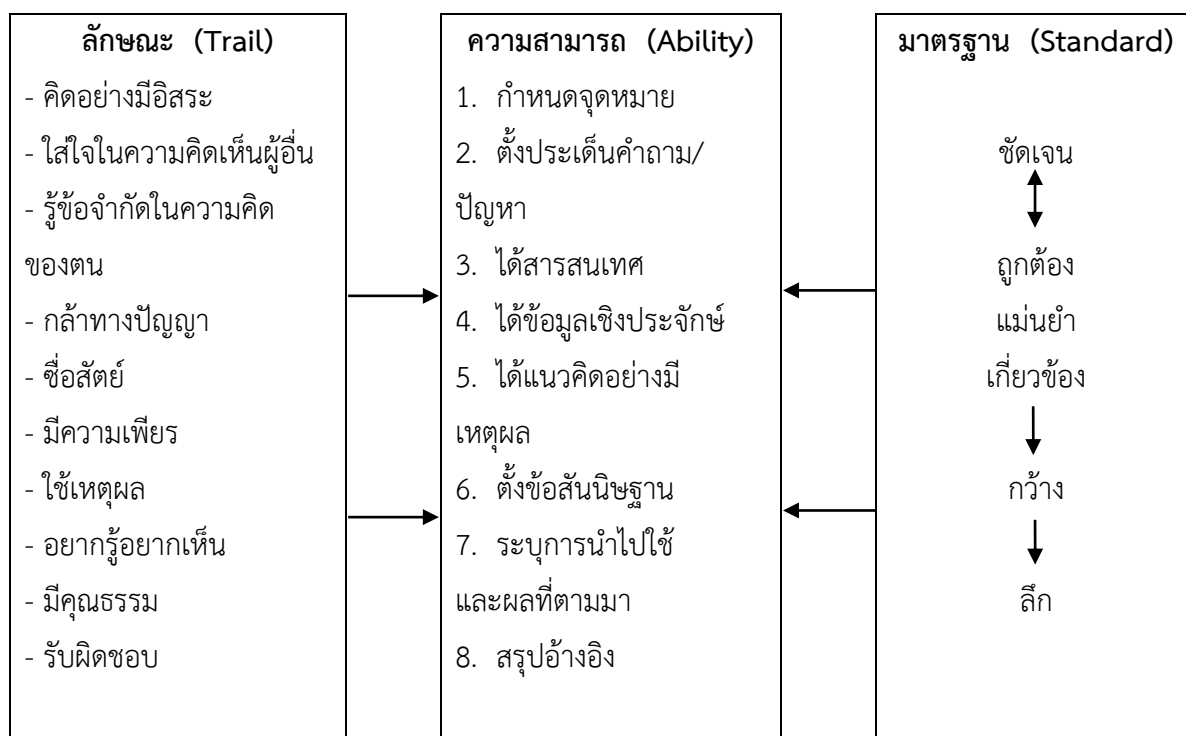 ลักษณะ (Trail)
- คิดอย่างมีอิสระ
- ใส่ใจในความคิดเห็นผู้อื่น
- รู้ข้อจำกัดในความคิด
ของตน
- กล้าทางปัญญา
- ซื่อสัตย์
- มีความเพียร
- ใช้เหตุผล
- อยากรู้อยากเห็น
- มีคุณธรรม
- รับผิดชอบ
ความสามารถ (Ability)
1. กำหนดจุดหมาย
2. ตั้งประเด็นคำถาม/
ปัญหา
3. ได้สารสนเทศ
4. ได้ข้อมูลเชิงประจักษ์
5. ได้แนวคิดอย่างมี
เหตุผล
6. ตั้งข้อสันนิษฐาน
7. ระบุการนำไปใช้
และผลที่ตามมา
8. สรุปอ้างอิง
มาตรฐาน (Standard)
ชัดเจน
ถูกต้อง
แม่นยำ
เกี่ยวข้อง
กว้าง
ลึก